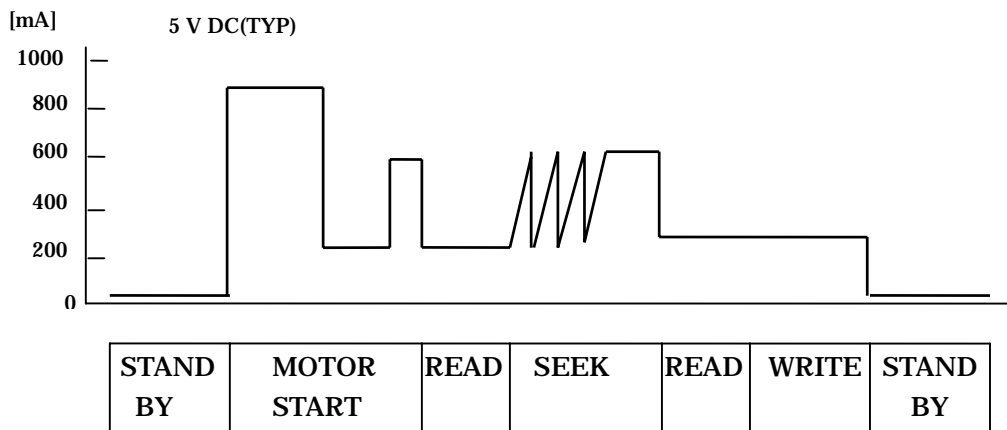 [mA]
5 V DC(TYP)
1000
800
600
400
200
0
STAND BY
MOTOR START
READ
SEEK
READ
WRITE
STAND BY